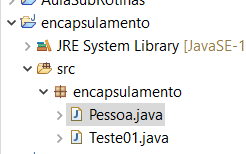 AulaSubRotinas
encapsulamento
JRE System Library [JavaSE-1
src
encapsulamento
Pessoa.java
Teste01.java